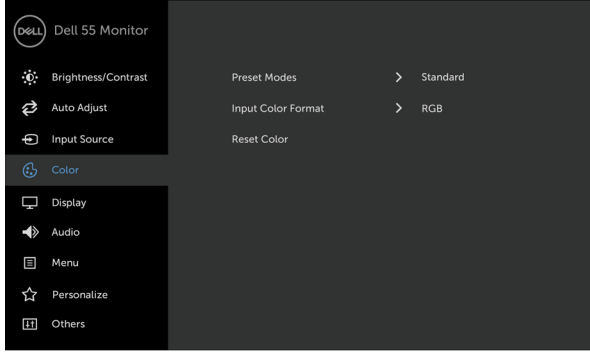 DELL Dell 55 Monitor
Brightness/Contrast
Auto Adjust
Input Source
Color
Display
Audio
Menu
Personalize
Others
Preset Modes > Standard
Input Color Format > RGB
Reset Color